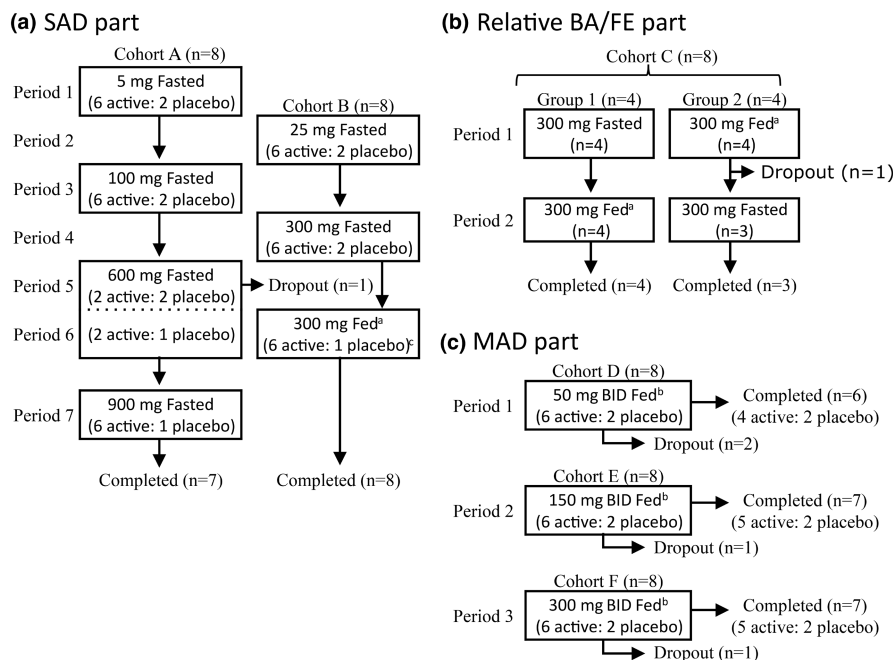 (a) SAD part
Cohort A (n=8)
Period 1
5 mg Fasted
(6 active: 2 placebo)
Cohort B (n=8)
Period 2
25 mg Fasted
(6 active: 2 placebo)
Period 3
100 mg Fasted
(6 active: 2 placebo)
Period 4
300 mg Fasted
(6 active: 2 placebo)
Period 5
600 mg Fasted
(2 active: 2 placebo)
Dropout (n=1)
Period 6
(2 active: 1 placebo)
300 mg Fedᵃ
(6 active: 1 placebo)ᶜ
Period 7
900 mg Fasted
(6 active: 1 placebo)
Completed (n=7)
Completed (n=8)
(b) Relative BA/FE part
Cohort C (n=8)
Group 1 (n=4)
Group 2 (n=4)
Period 1
300 mg Fasted
(n=4)
300 mg Fedᵃ
(n=4)
Dropout (n=1)
Period 2
300 mg Fedᵃ
(n=4)
300 mg Fasted
(n=3)
Completed (n=4)
Completed (n=3)
(c) MAD part
Cohort D (n=8)
Period 1
50 mg BID Fedᵇ
(6 active: 2 placebo)
Completed (n=6)
(4 active: 2 placebo)
Dropout (n=2)
Cohort E (n=8)
Period 2
150 mg BID Fedᵇ
(6 active: 2 placebo)
Completed (n=7)
(5 active: 2 placebo)
Dropout (n=1)
Cohort F (n=8)
Period 3
300 mg BID Fedᵇ
(6 active: 2 placebo)
Completed (n=7)
(5 active: 2 placebo)
Dropout (n=1)